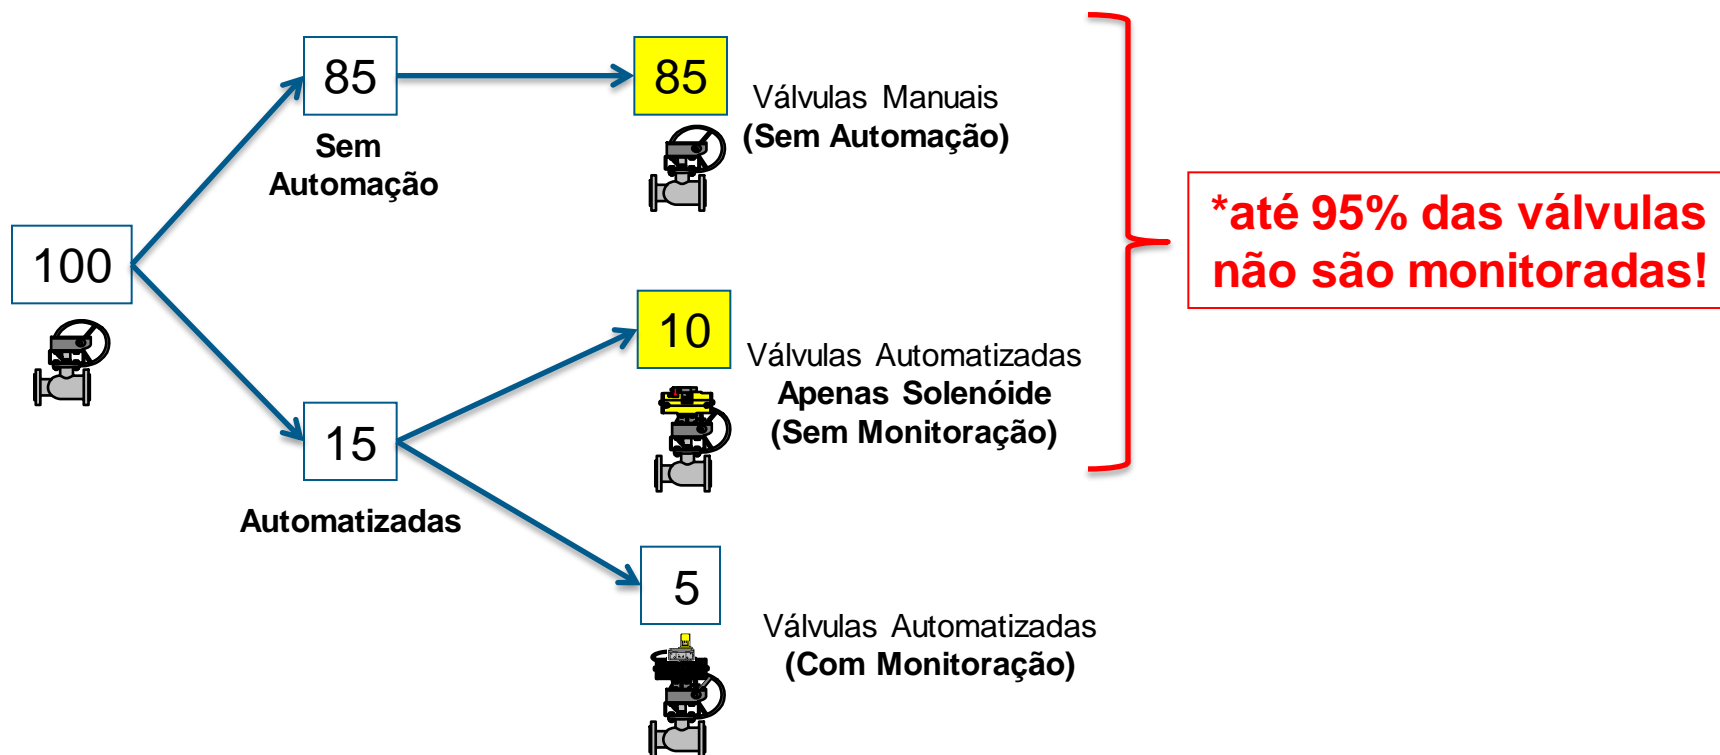 100
85
Sem
Automação
85
Válvulas Manuais
(Sem Automação)
15
Automatizadas
10
Válvulas Automatizadas
Apenas Solenóide
(Sem Monitoração)
5
Válvulas Automatizadas
(Com Monitoração)
*até 95% das válvulas
não são monitoradas!